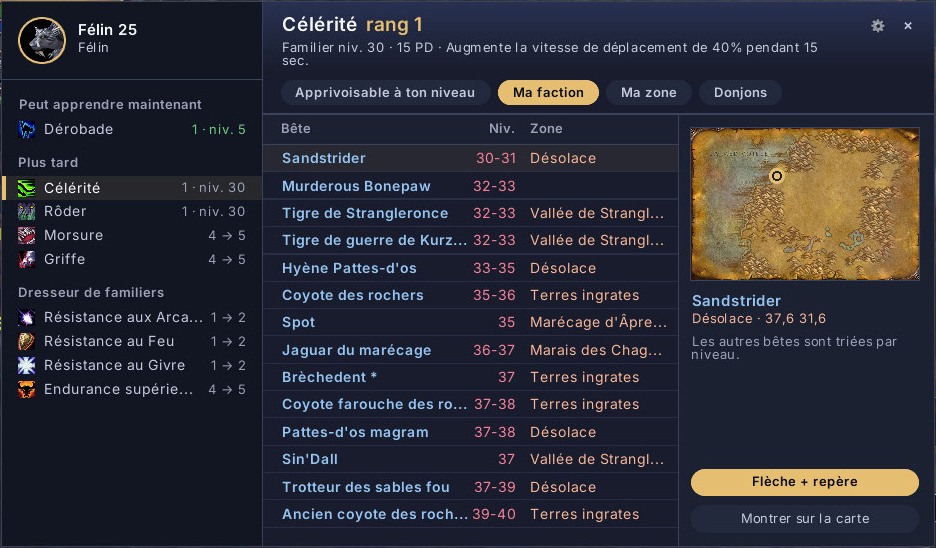 Félin 25
Félin
Célérité rang 1
Familier niv. 30 · 15 PD · Augmente la vitesse de déplacement de 40% pendant 15
sec.
Apprivoisable à ton niveau
Ma faction
Ma zone
Donjons
Peut apprendre maintenant
Dérobade 1 · niv. 5
Plus tard
Célérité 1 · niv. 30
Rôder 1 · niv. 30
Morsure 4 → 5
Griffe 4 → 5
Dresseur de familiers
Résistance aux Arca... 1 → 2
Résistance au Feu 1 → 2
Résistance au Givre 1 → 2
Endurance supérie... 4 → 5
Bête Niv. Zone
Sandstrider 30-31 Désolace
Murderous Bonepaw 32-33
Tigre de Strangleronce 32-33 Vallée de Strangl...
Tigre de guerre de Kurz... 32-33 Vallée de Strangl...
Hyène Pattes-d'os 33-35 Désolace
Coyote des rochers 35-36 Terres ingrates
Spot 35 Marécage d'Âpre...
Jaguar du marécage 36-37 Marais des Chag...
Brèchedent * 37 Terres ingrates
Coyote farouche des ro... 37-38 Terres ingrates
Pattes-d'os magram 37-38 Désolace
Sin'Dall 37 Vallée de Strangl...
Trotteur des sables fou 37-39 Désolace
Ancien coyote des roch... 39-40 Terres ingrates
Sandstrider
Désolace · 37,6 31,6
Les autres bêtes sont triées par
niveau.
Flèche + repère
Montrer sur la carte